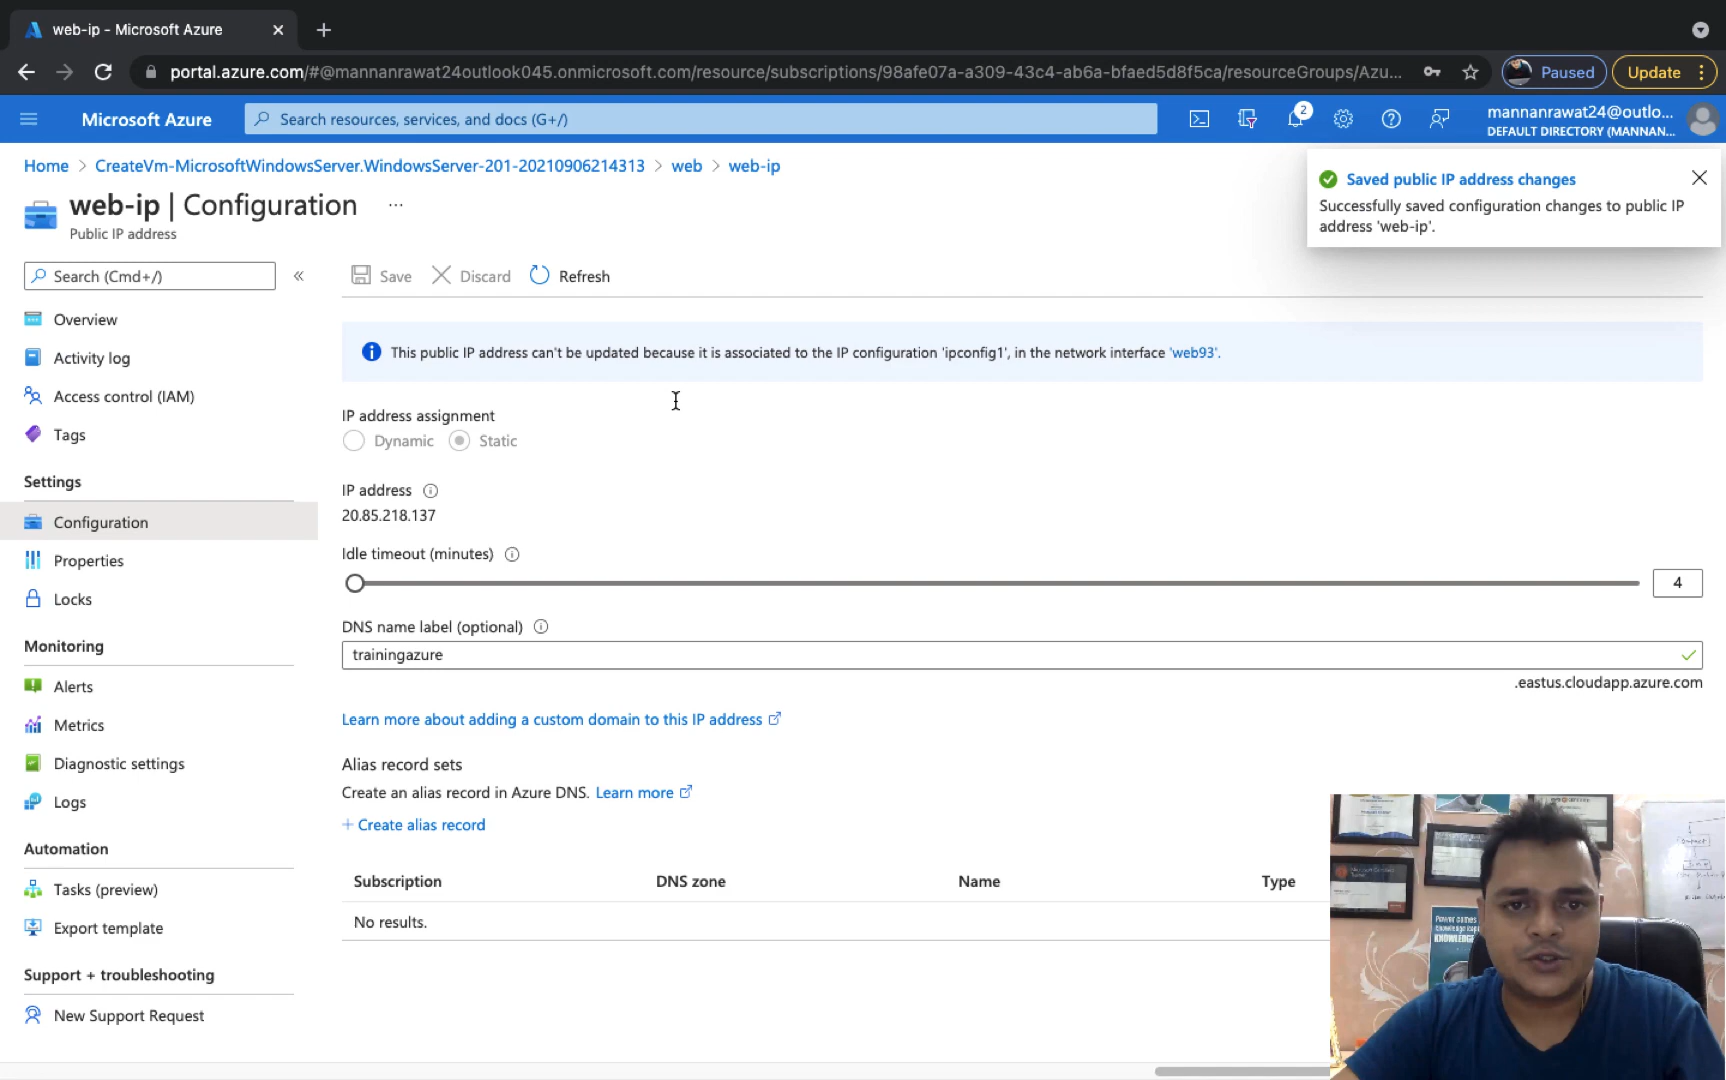 web-ip - Microsoft Azure
portal.azure.com/#@mannanrawat24outlook045.onmicrosoft.com/resource/subscriptions/98afe07a-a309-43c4-ab6a-bfaed5d8f5ca/resourceGroups/Azu...
Paused
Update
Microsoft Azure
Search resources, services, and docs (G+/)
2
mannanrawat24@outlo...
DEFAULT DIRECTORY (MANNAN...
Home > CreateVm-MicrosoftWindowsServer.WindowsServer-201-20210906214313 > web > web-ip
Saved public IP address changes
Successfully saved configuration changes to public IP
address 'web-ip'.
web-ip | Configuration ...
Public IP address
Search (Cmd+/)
«
Overview
Activity log
Access control (IAM)
Tags
Settings
Configuration
Properties
Locks
Monitoring
Alerts
Metrics
Diagnostic settings
Logs
Automation
Tasks (preview)
Export template
Support + troubleshooting
New Support Request
Save Discard Refresh
This public IP address can't be updated because it is associated to the IP configuration 'ipconfig1', in the network interface 'web93'.
IP address assignment
Dynamic Static
IP address
20.85.218.137
Idle timeout (minutes)
4
DNS name label (optional)
trainingazure
.eastus.cloudapp.azure.com
Learn more about adding a custom domain to this IP address
Alias record sets
Create an alias record in Azure DNS. Learn more
+ Create alias record
Subscription DNS zone Name Type
No results.
KNOWLEDGE